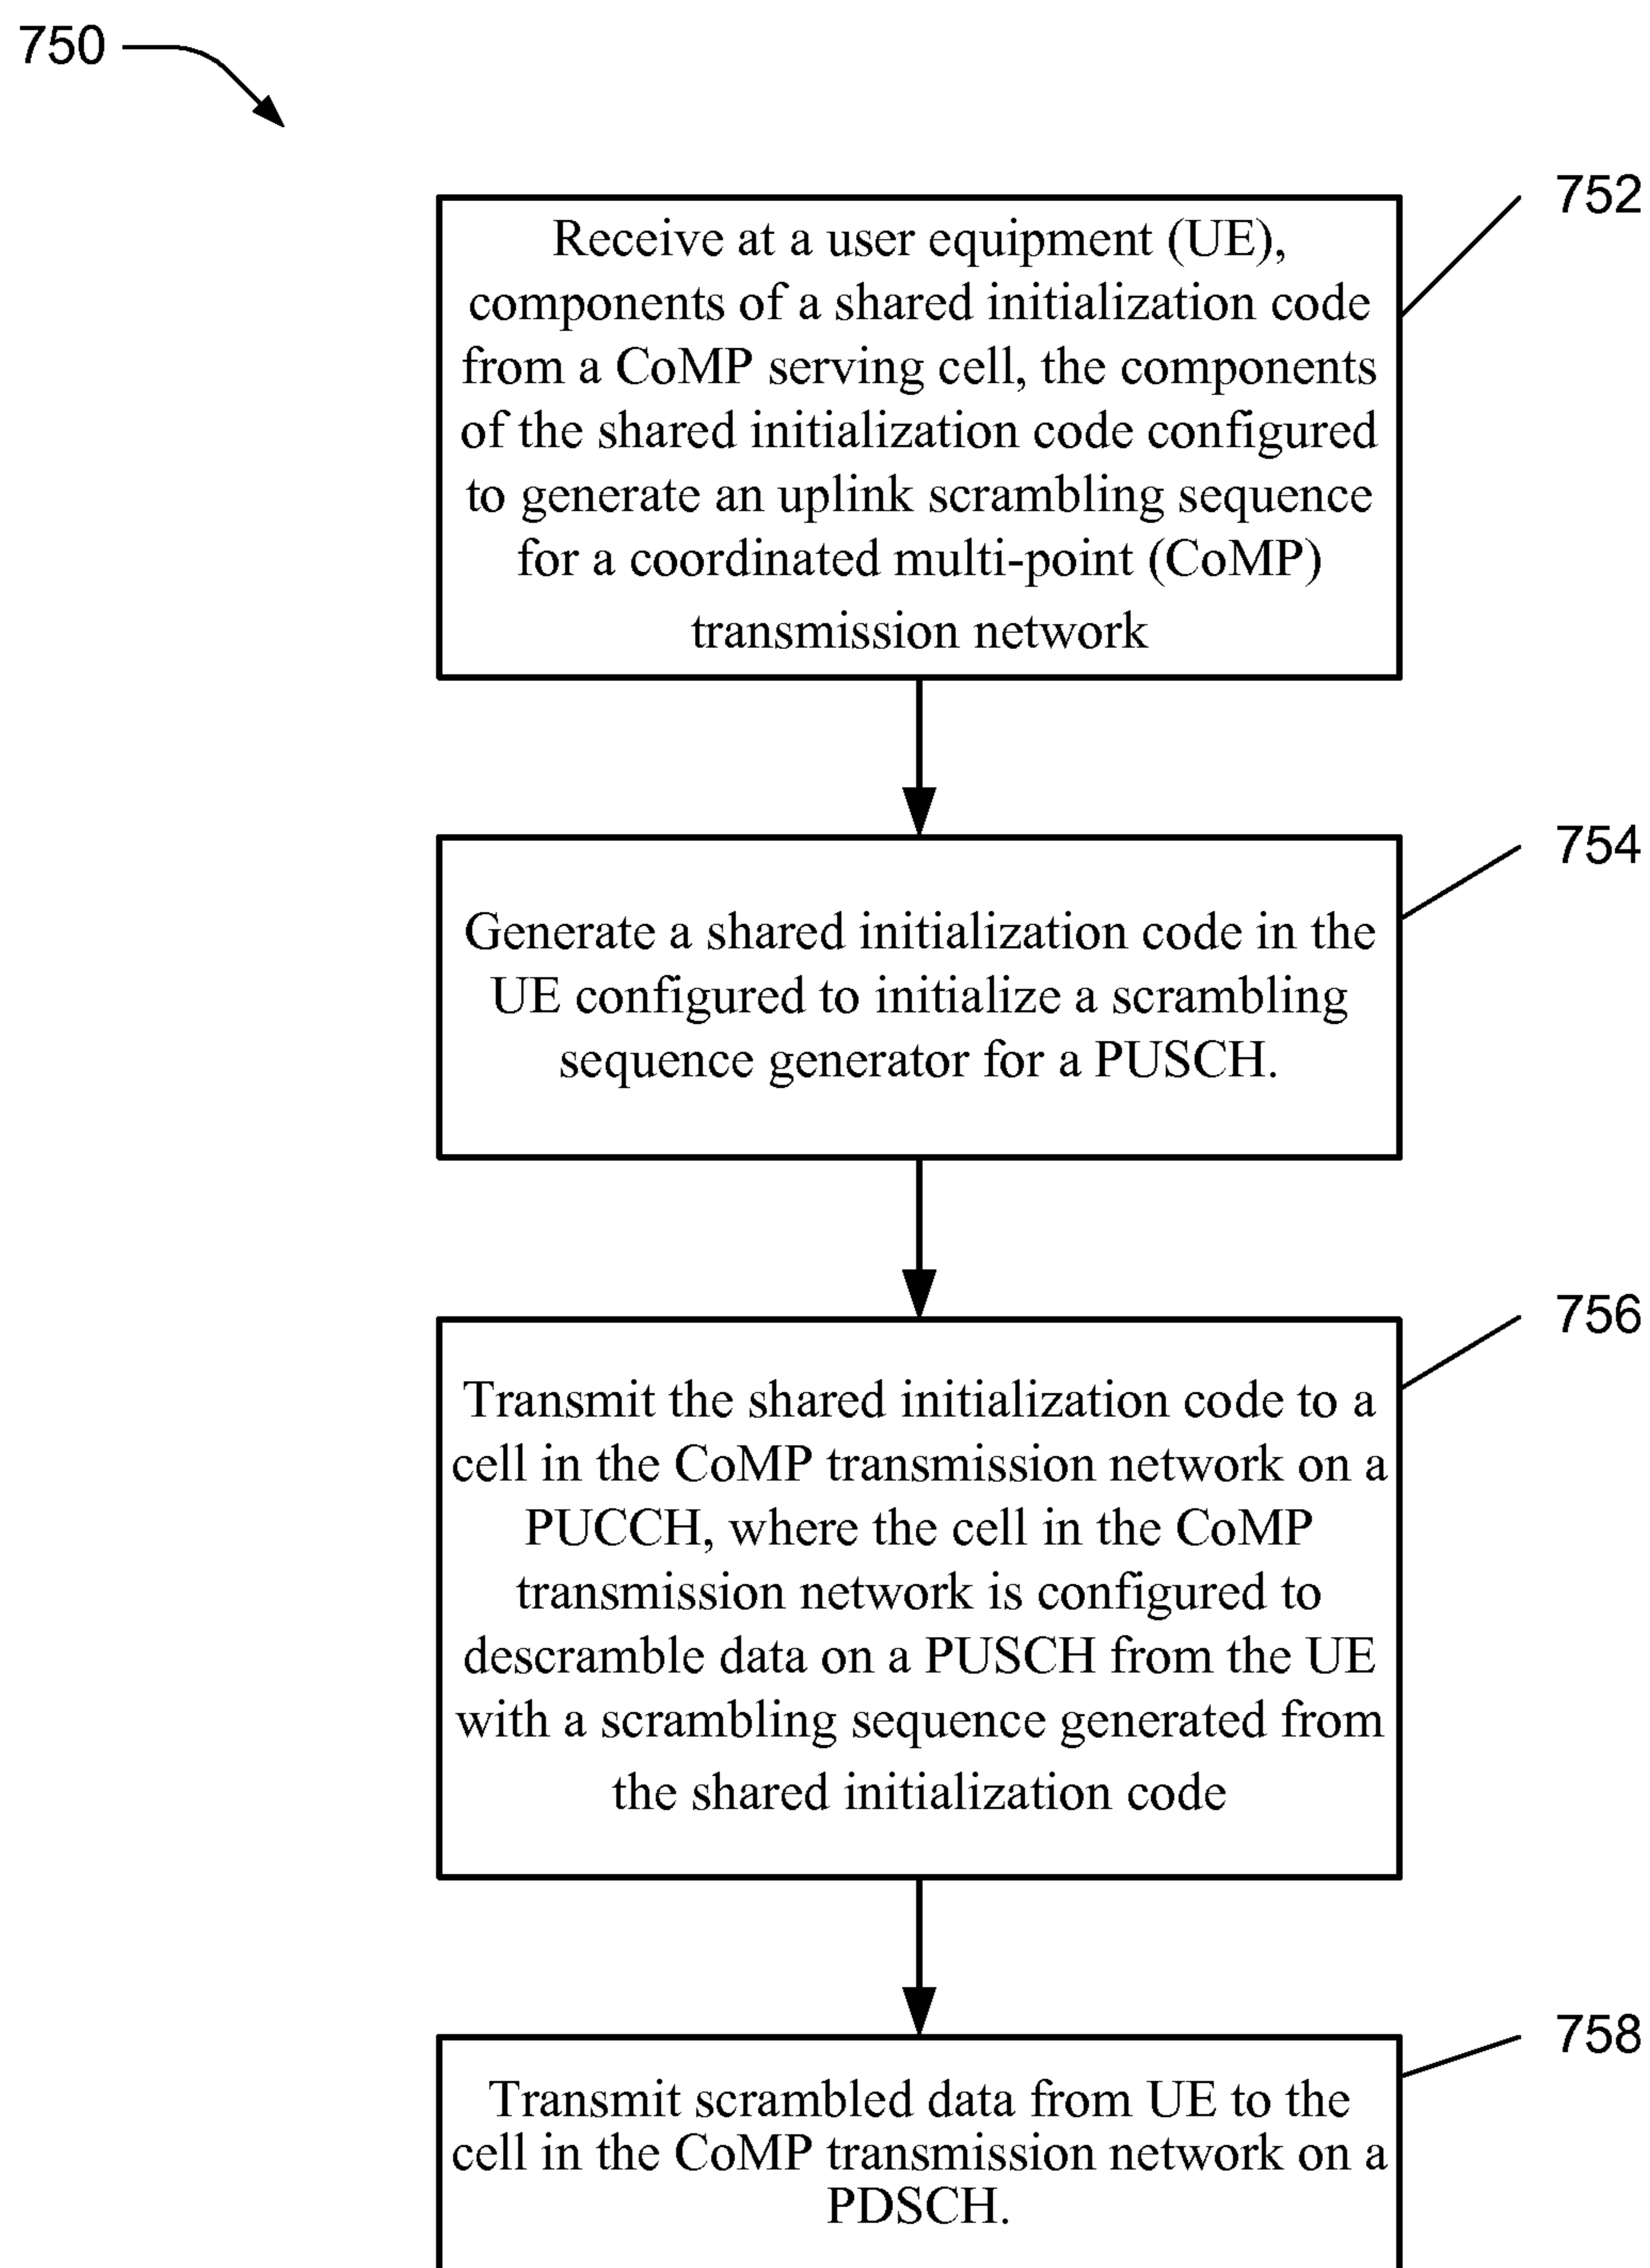 750
752
Receive at a user equipment (UE),
components of a shared initialization code
from a CoMP serving cell, the components
of the shared initialization code configured
to generate an uplink scrambling sequence
for a coordinated multi-point (CoMP)
transmission network
754
Generate a shared initialization code in the
UE configured to initialize a scrambling
sequence generator for a PUSCH.
756
Transmit the shared initialization code to a
cell in the CoMP transmission network on a
PUCCH, where the cell in the CoMP
transmission network is configured to
descramble data on a PUSCH from the UE
with a scrambling sequence generated from
the shared initialization code
758
Transmit scrambled data from UE to the
cell in the CoMP transmission network on a
PDSCH.